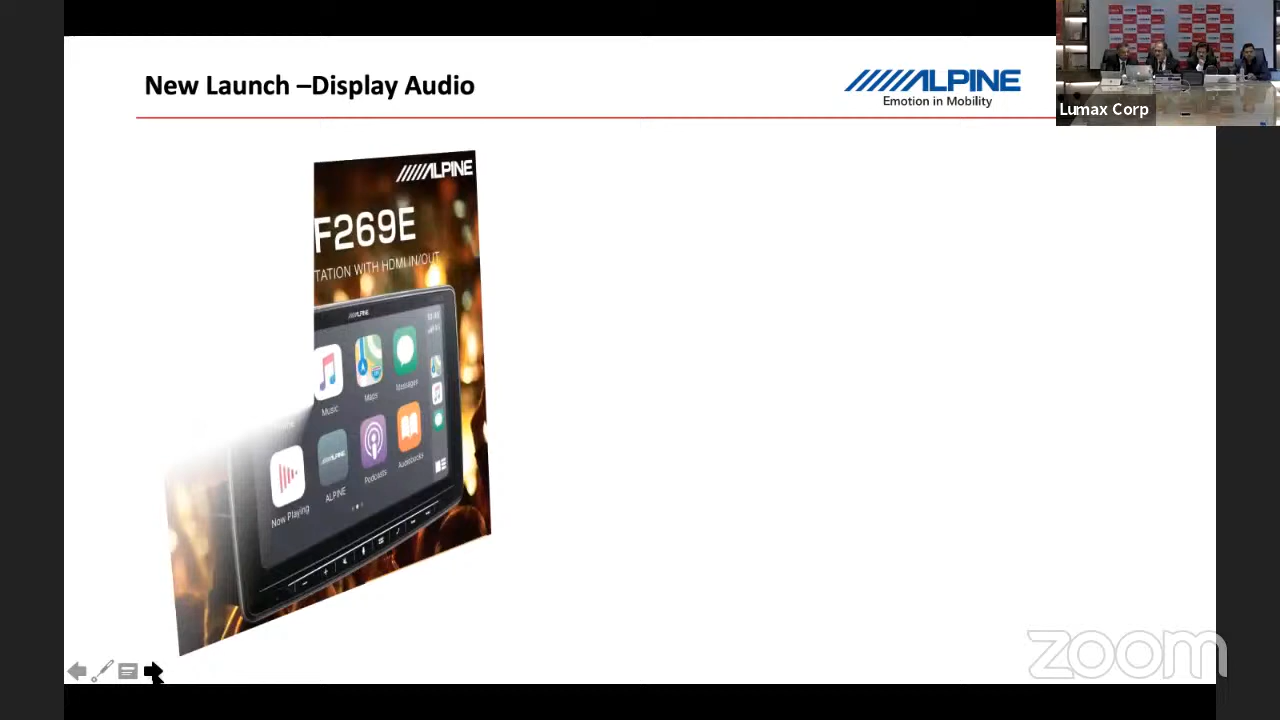 New Launch –Display Audio
ALPINE
Emotion in Mobility
Lumax Corp
ALPINE
F269E
TATION WITH HDMI IN/OUT
ALPINE
Music
Maps
Messages
Now Playing
ALPINE
Podcasts
Audiobooks
zoom